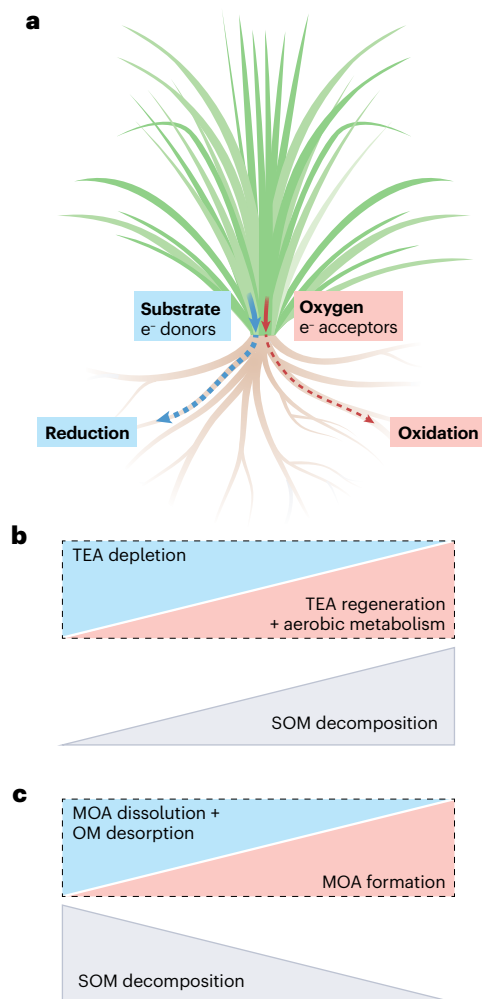 a
Substrate
e⁻ donors
Oxygen
e⁻ acceptors
Reduction
Oxidation
b
TEA depletion
TEA regeneration
+ aerobic metabolism
SOM decomposition
c
MOA dissolution +
OM desorption
MOA formation
SOM decomposition